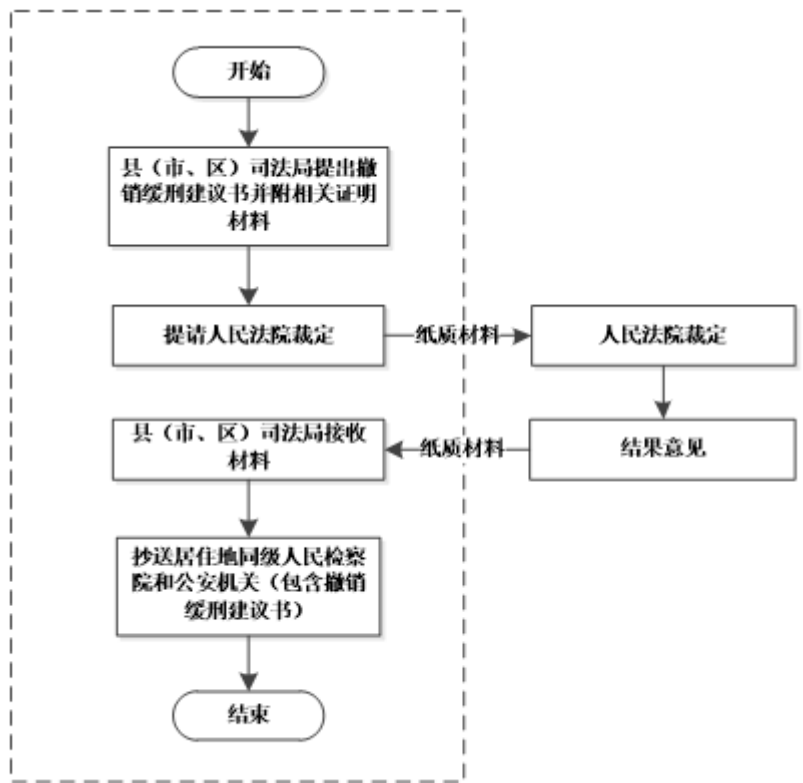 开始
县（市、区）司法局提出撤
销缓刑建议书并附相关证明
材料
提请人民法院裁定
纸质材料
人民法院裁定
县（市、区）司法局接收
材料
纸质材料
结果意见
抄送居住地同级人民检察
院和公安机关（包含撤销
缓刑建议书）
结束